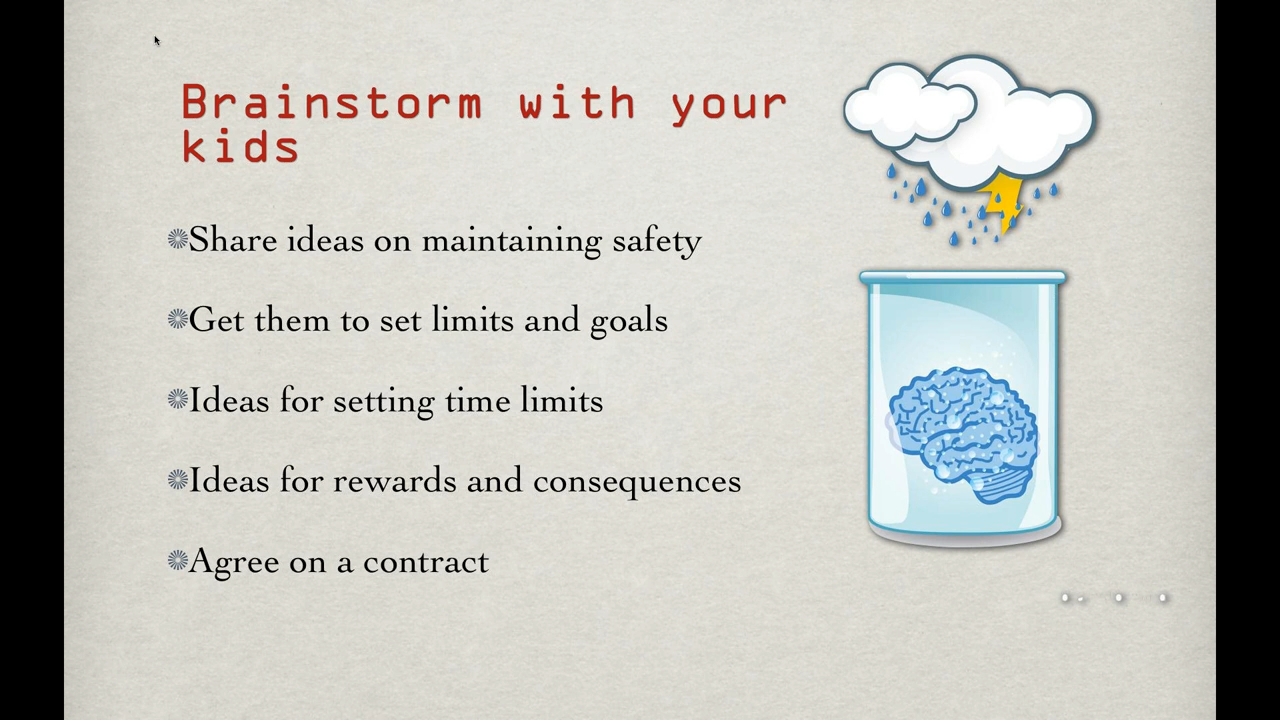 Brainstorm with your
kids
Share ideas on maintaining safety
Get them to set limits and goals
Ideas for setting time limits
Ideas for rewards and consequences
Agree on a contract